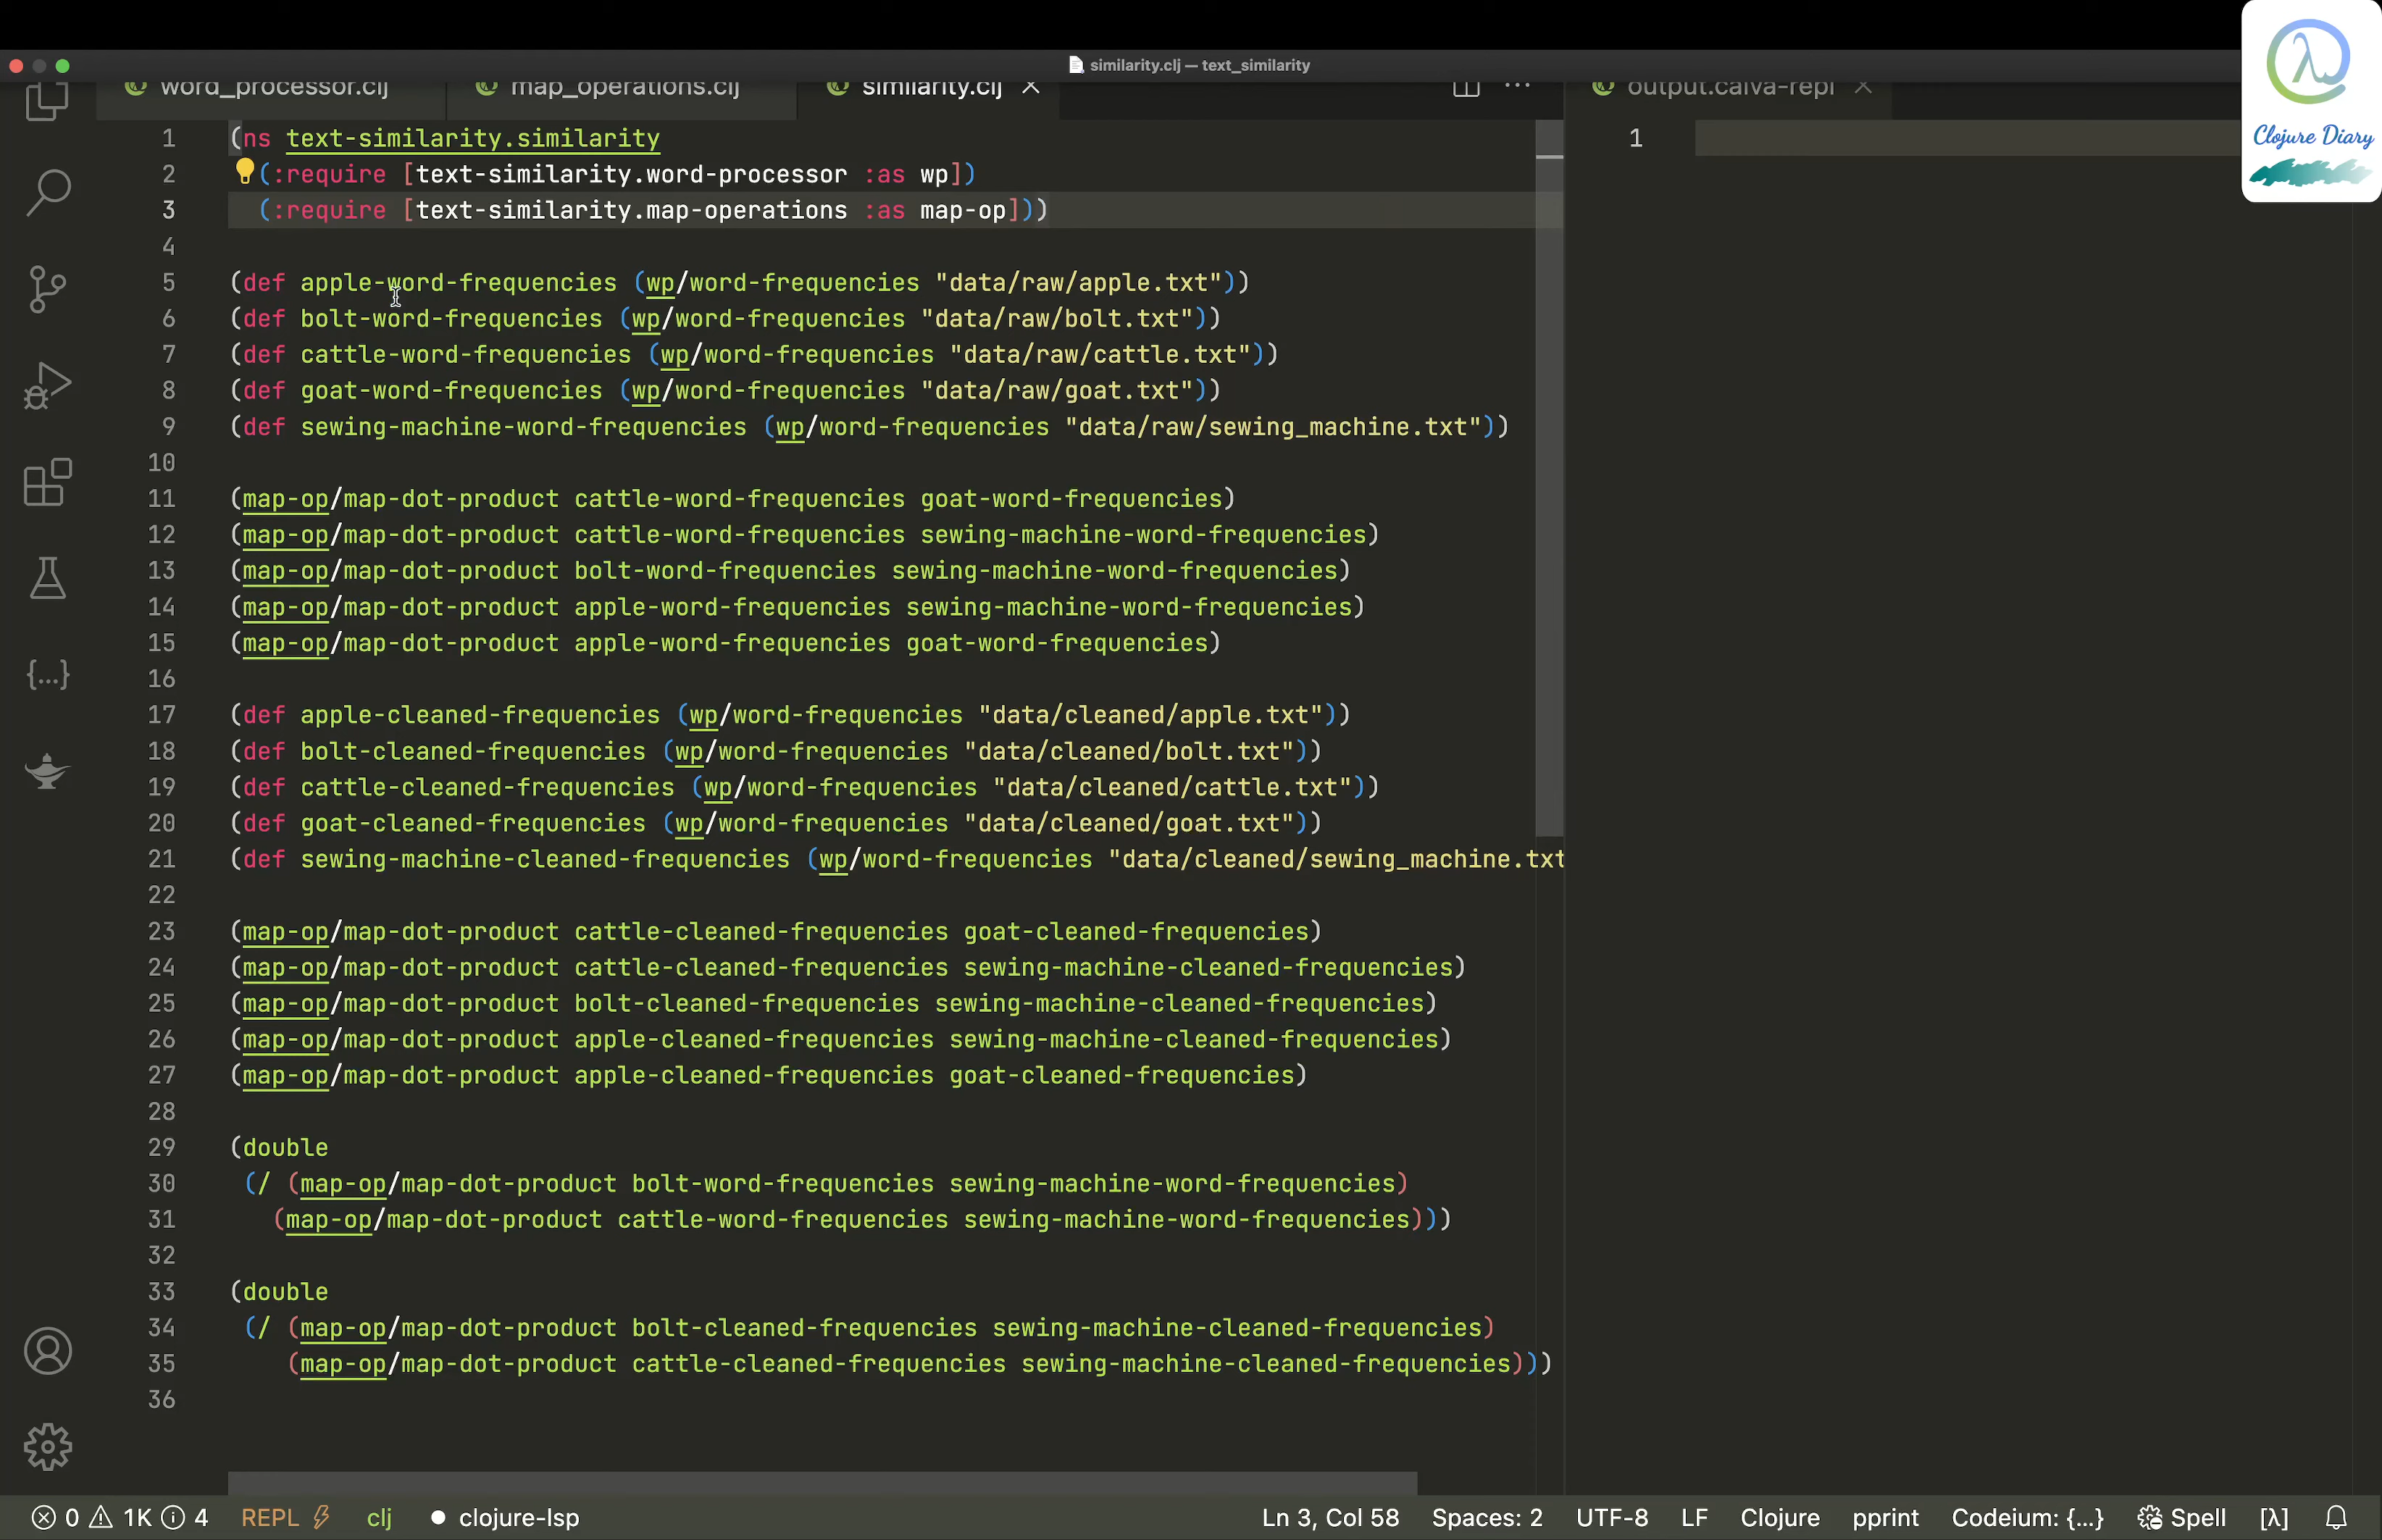 similarity.clj — text_similarity
word_processor.clj
map_operations.clj
similarity.clj
output.calva-repl
Clojure Diary
1 (ns text-similarity.similarity
2 (:require [text-similarity.word-processor :as wp])
3 (:require [text-similarity.map-operations :as map-op]))
4
5 (def apple-word-frequencies (wp/word-frequencies "data/raw/apple.txt"))
6 (def bolt-word-frequencies (wp/word-frequencies "data/raw/bolt.txt"))
7 (def cattle-word-frequencies (wp/word-frequencies "data/raw/cattle.txt"))
8 (def goat-word-frequencies (wp/word-frequencies "data/raw/goat.txt"))
9 (def sewing-machine-word-frequencies (wp/word-frequencies "data/raw/sewing_machine.txt"))
10
11 (map-op/map-dot-product cattle-word-frequencies goat-word-frequencies)
12 (map-op/map-dot-product cattle-word-frequencies sewing-machine-word-frequencies)
13 (map-op/map-dot-product bolt-word-frequencies sewing-machine-word-frequencies)
14 (map-op/map-dot-product apple-word-frequencies sewing-machine-word-frequencies)
15 (map-op/map-dot-product apple-word-frequencies goat-word-frequencies)
16
17 (def apple-cleaned-frequencies (wp/word-frequencies "data/cleaned/apple.txt"))
18 (def bolt-cleaned-frequencies (wp/word-frequencies "data/cleaned/bolt.txt"))
19 (def cattle-cleaned-frequencies (wp/word-frequencies "data/cleaned/cattle.txt"))
20 (def goat-cleaned-frequencies (wp/word-frequencies "data/cleaned/goat.txt"))
21 (def sewing-machine-cleaned-frequencies (wp/word-frequencies "data/cleaned/sewing_machine.txt
22
23 (map-op/map-dot-product cattle-cleaned-frequencies goat-cleaned-frequencies)
24 (map-op/map-dot-product cattle-cleaned-frequencies sewing-machine-cleaned-frequencies)
25 (map-op/map-dot-product bolt-cleaned-frequencies sewing-machine-cleaned-frequencies)
26 (map-op/map-dot-product apple-cleaned-frequencies sewing-machine-cleaned-frequencies)
27 (map-op/map-dot-product apple-cleaned-frequencies goat-cleaned-frequencies)
28
29 (double
30 (/ (map-op/map-dot-product bolt-word-frequencies sewing-machine-word-frequencies)
31 (map-op/map-dot-product cattle-word-frequencies sewing-machine-word-frequencies)))
32
33 (double
34 (/ (map-op/map-dot-product bolt-cleaned-frequencies sewing-machine-cleaned-frequencies)
35 (map-op/map-dot-product cattle-cleaned-frequencies sewing-machine-cleaned-frequencies)))
36
1
0 1K 4 REPL clj clojure-lsp Ln 3, Col 58 Spaces: 2 UTF-8 LF Clojure pprint Codeium: {...} Spell [λ]